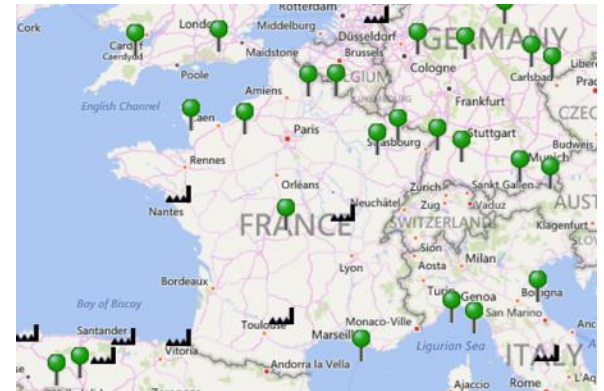 Rotterdam
Cork
London
Middelburg
Düsseldorf
GERMANY
Cardiff
Caerdydd
Maidstone
Brussels
Cologne
Poole
BELGIUM
Carlsbad
English Channel
Amiens
Frankfurt
Caen
Paris
Strasbourg
Stuttgart
Rennes
Budweis
Munich
Orléans
Zürich
Sankt Gallen
Nantes
Neuchâtel
Zug
Vaduz
FRANCE
SWITZERLAND
Klagenfurt
Sion
Lyon
Aosta
Milan
Bordeaux
Turin
Genoa
Bologna
Bay of Biscay
San Marino
Toulouse
Monaco-Ville
Santander
Marseille
Ligurian Sea
Vitoria
ITALY
Andorra la Vella
Ajaccio
Rome
L'Aq